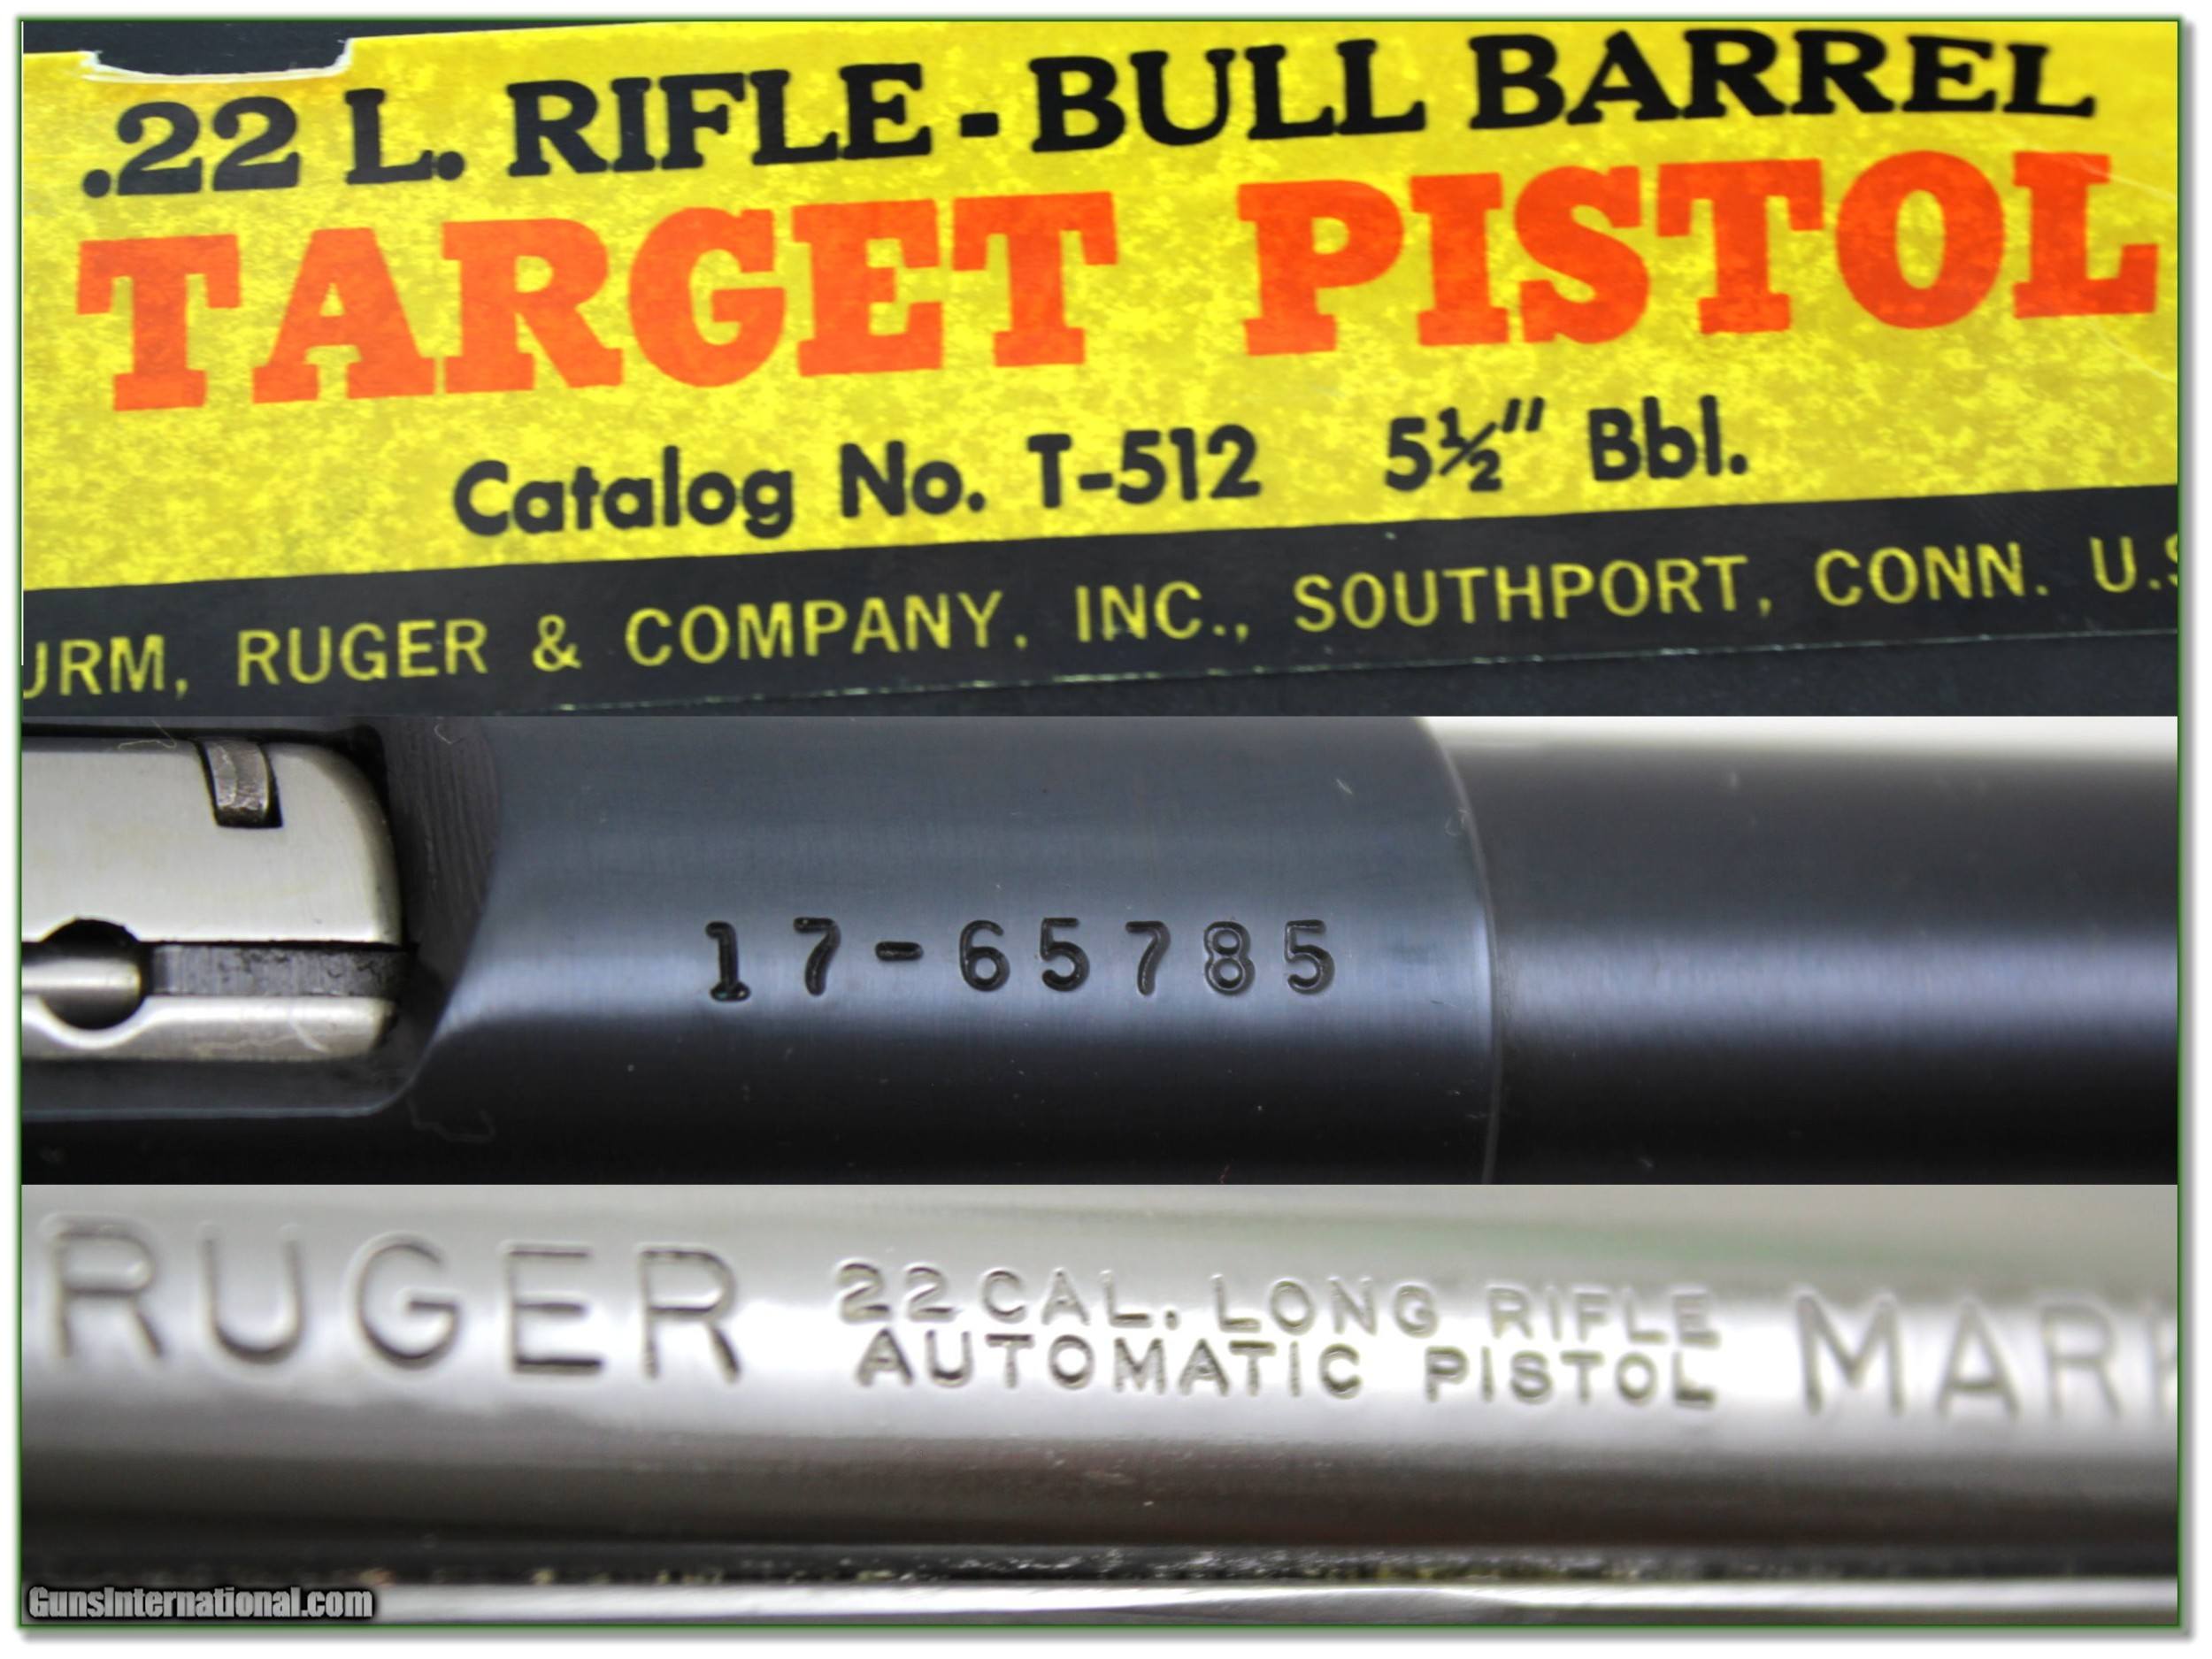 .22 L. RIFLE - BULL BARREL
TARGET PISTOL
Catalog No. T-512 5½" Bbl.
URM, RUGER & COMPANY, INC., SOUTHPORT, CONN. U.S
17-65785
RUGER 22 CAL. LONG RIFLE
AUTOMATIC PISTOL MARK
GunsInternational.com